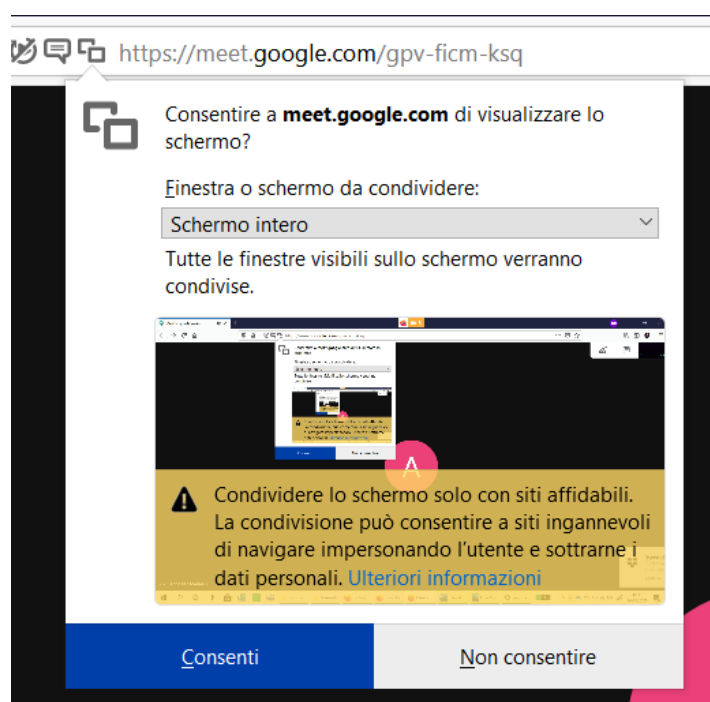 https://meet.google.com/gpv-ficm-ksq
Consentire a meet.google.com di visualizzare lo
schermo?
Finestra o schermo da condividere:
Schermo intero
Tutte le finestre visibili sullo schermo verranno
condivise.
A
Condividere lo schermo solo con siti affidabili.
La condivisione può consentire a siti ingannevoli
di navigare impersonando l’utente e sottrarne i
dati personali. Ulteriori informazioni
Consenti
Non consentire